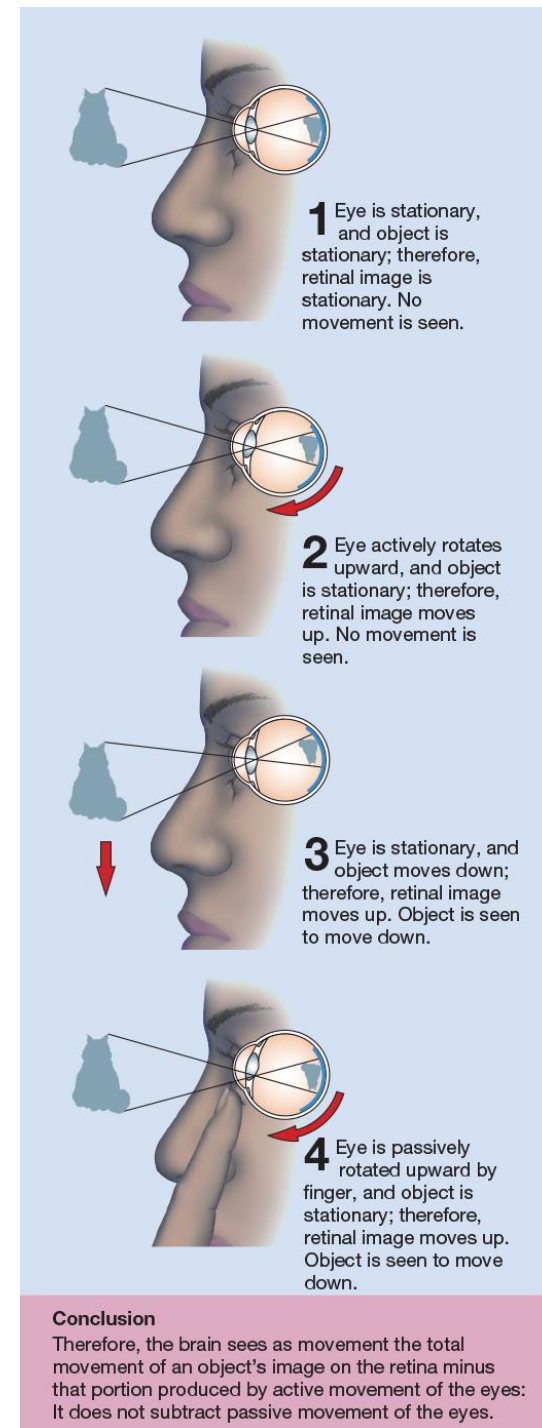 1 Eye is stationary,
and object is
stationary; therefore,
retinal image is
stationary. No
movement is seen.
2 Eye actively rotates
upward, and object
is stationary; therefore,
retinal image moves
up. No movement is
seen.
3 Eye is stationary, and
object moves down;
therefore, retinal image
moves up. Object is seen
to move down.
4 Eye is passively
rotated upward by
finger, and object is
stationary; therefore,
retinal image moves up.
Object is seen to move
down.
Conclusion
Therefore, the brain sees as movement the total
movement of an object's image on the retina minus
that portion produced by active movement of the eyes:
It does not subtract passive movement of the eyes.